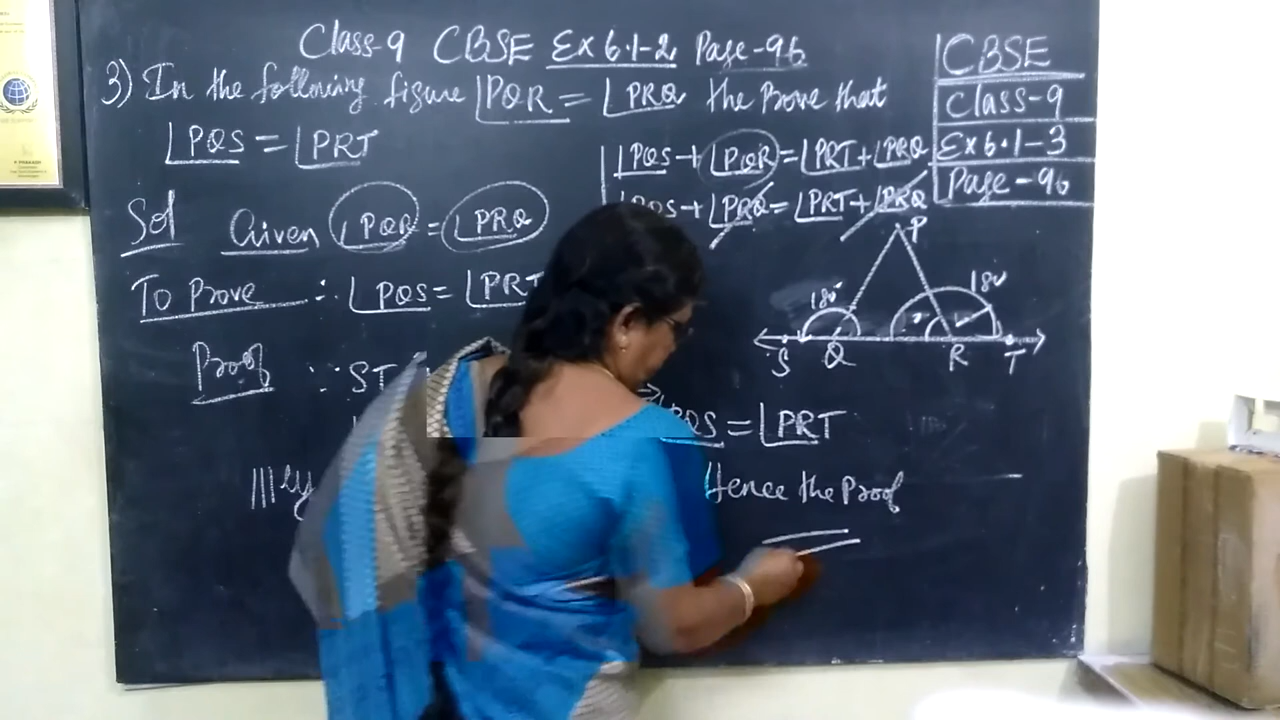 Class-9 CBSE Ex 6.1-2 Page-96
3) In the following figure ∠PQR = ∠PRQ the Prove that
∠PQS = ∠PRT
Sol Given ∠PQR = ∠PRQ
To Prove ∴ ∠PQS = ∠PRT
Proof ∵ ST
|||ly
∠PQS + ∠PQR = ∠PRT + ∠PRQ
∠PQS + ∠PRQ = ∠PRT + ∠PRQ
P
180°
180
S Q R T
∠PQS = ∠PRT
Hence the Proof
CBSE
Class-9
Ex 6.1-3
Page-96